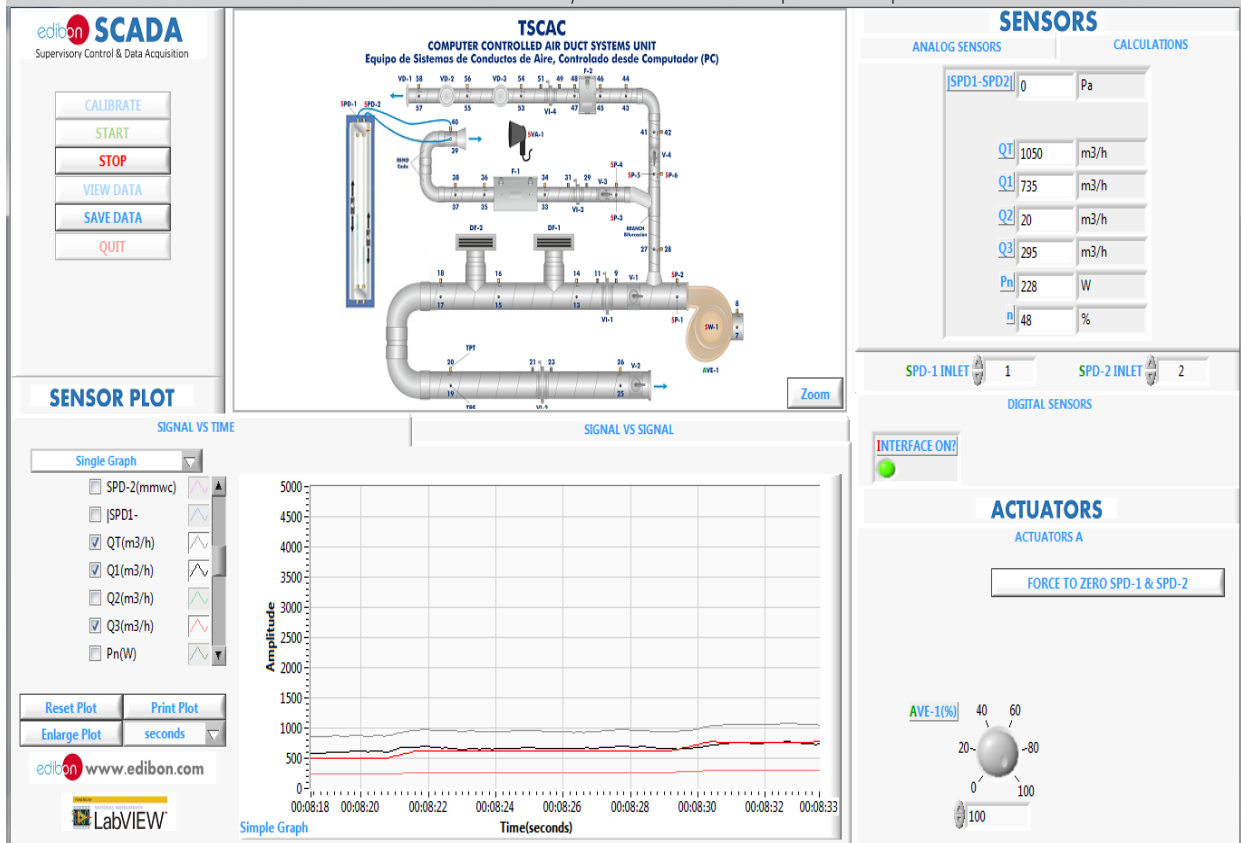 edibon SCADA
Supervisory Control & Data Acquisition
CALIBRATE
START
STOP
VIEW DATA
SAVE DATA
QUIT
TSCAC
COMPUTER CONTROLLED AIR DUCT SYSTEMS UNIT
Equipo de Sistemas de Conductos de Aire, Controlado desde Computador (PC)
VD-1 58 VD-2 56 VD-3 54 51 49 48 F-2 46 44
57 55 53 VI-4 47 45 43
SPD-1 SPD-2
40
39
SVA-1
41 42
V-4
BEND
Codo
38 36 F-1 34 31 29 V-3 SP-4
SP-5 SP-6
37 35 33 VI-3 SP-3
BRANCH
Bifurcación
DF-2 DF-1
27 28
18 16 14 11 9 V-1 SP-2
17 15 13 VI-1 SP-1
SW-1
8
7
AVE-1
20 TPT 21 23 26 V-2
19 25
Zoom
SENSORS
ANALOG SENSORS
CALCULATIONS
|SPD1-SPD2| 0 Pa
QT 1050 m3/h
Q1 735 m3/h
Q2 20 m3/h
Q3 295 m3/h
Pn 228 W
n 48 %
SPD-1 INLET 1 SPD-2 INLET 2
DIGITAL SENSORS
INTERFACE ON?
ACTUATORS
ACTUATORS A
FORCE TO ZERO SPD-1 & SPD-2
AVE-1(%)
0 20 40 60 80 100
100
SENSOR PLOT
SIGNAL VS TIME
SIGNAL VS SIGNAL
Single Graph
SPD-2(mmwc)
|SPD1-
QT(m3/h)
Q1(m3/h)
Q2(m3/h)
Q3(m3/h)
Pn(W)
Reset Plot Print Plot
Enlarge Plot seconds
edibon www.edibon.com
LabVIEW
Amplitude
5000
4500
4000
3500
3000
2500
2000
1500
1000
500
0
00:08:18 00:08:20 00:08:22 00:08:24 00:08:26 00:08:28 00:08:30 00:08:32 00:08:33
Simple Graph
Time(seconds)